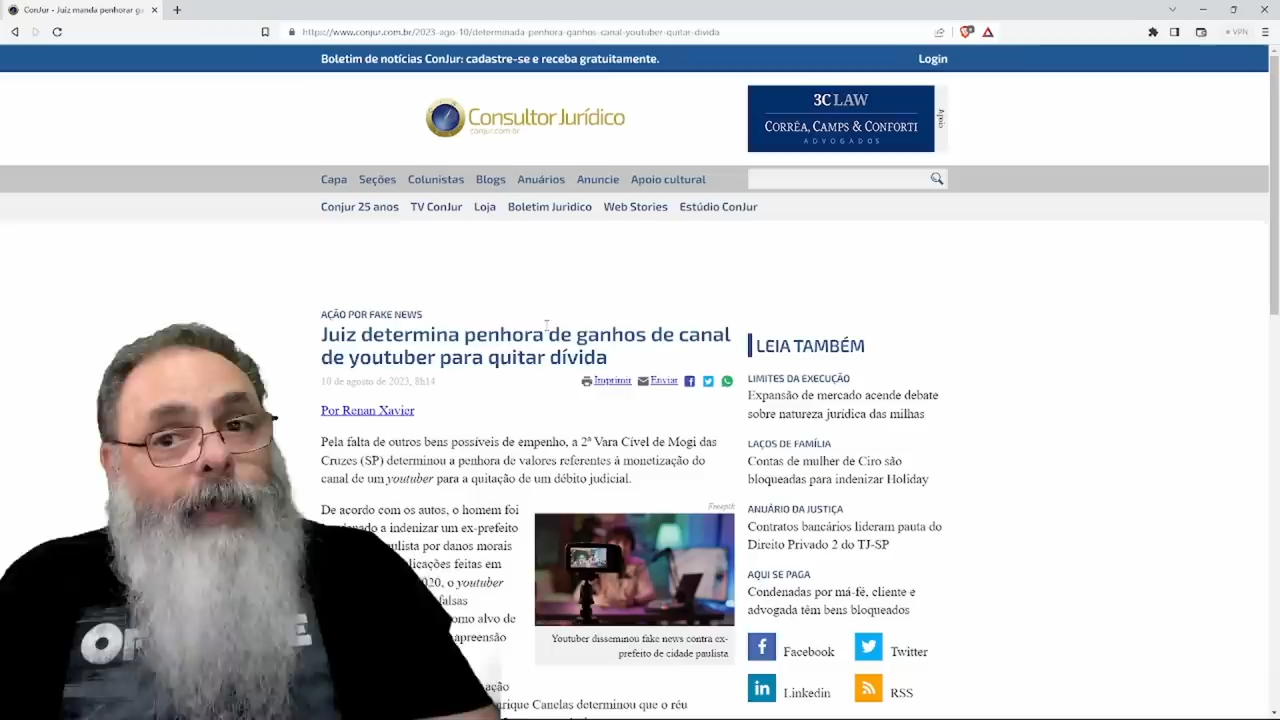 ConJur - Juiz manda penhorar g
https://www.conjur.com.br/2023-ago-10/determinada-penhora-ganhos-canal-youtuber-quitar-divida
VPN
Boletim de notícias ConJur: cadastre-se e receba gratuitamente.
Login
Consultor Jurídico
conjur.com.br
3C LAW
CORRÊA, CAMPS & CONFORTI
ADVOGADOS
Apoio
Capa Seções Colunistas Blogs Anuários Anuncie Apoio cultural
Conjur 25 anos TV ConJur Loja Boletim Juridico Web Stories Estúdio ConJur
AÇÃO POR FAKE NEWS
Juiz determina penhora de ganhos de canal
de youtuber para quitar dívida
10 de agosto de 2023, 8h14
Imprimir Enviar
Por Renan Xavier
Pela falta de outros bens possíveis de empenho, a 2ª Vara Cível de Mogi das
Cruzes (SP) determinou a penhora de valores referentes á monetização do
canal de um youtuber para a quitação de um débito judicial.
De acordo com os autos, o homem foi
a indenizar um ex-prefeito
por danos morais
feitas em
o youtuber
falsas
como alvo de
Freepik
Youtuber disseminou fake news contra ex-
prefeito de cidade paulista
Canelas determinou que o réu
LEIA TAMBÉM
LIMITES DA EXECUÇÃO
Expansão de mercado acende debate
sobre natureza jurídica das milhas
LAÇOS DE FAMÍLIA
Contas de mulher de Ciro são
bloqueadas para indenizar Holiday
ANUÁRIO DA JUSTIÇA
Contratos bancários lideram pauta do
Direito Privado 2 do TJ-SP
AQUI SE PAGA
Condenadas por má-fé, cliente e
advogada têm bens bloqueados
Facebook Twitter
Linkedin RSS